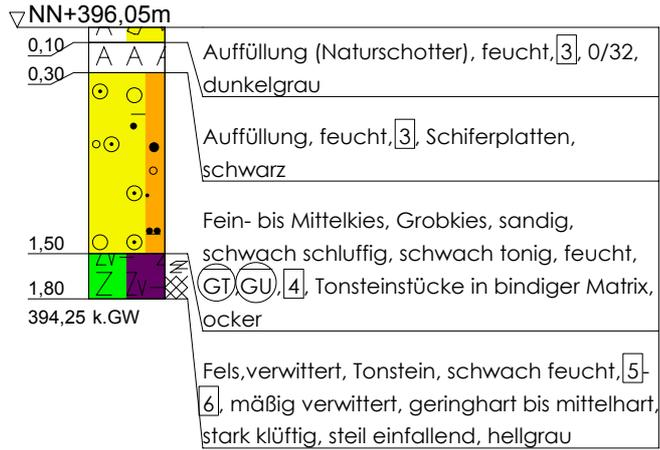 NN+396,05m
0,10
0,30
1,50
1,80
394,25 k.GW
A
A A A
Auffüllung (Naturschotter), feucht, 3, 0/32,
dunkelgrau
Auffüllung, feucht, 3, Schiferplatten,
schwarz
Fein- bis Mittelkies, Grobkies, sandig,
schwach schluffig, schwach tonig, feucht,
GT, GU, 4, Tonsteinstücke in bindiger Matrix,
ocker
Fels,verwittert, Tonstein, schwach feucht, 5-
6, mäßig verwittert, geringhart bis mittelhart,
stark klüftig, steil einfallend, hellgrau
Z Zv